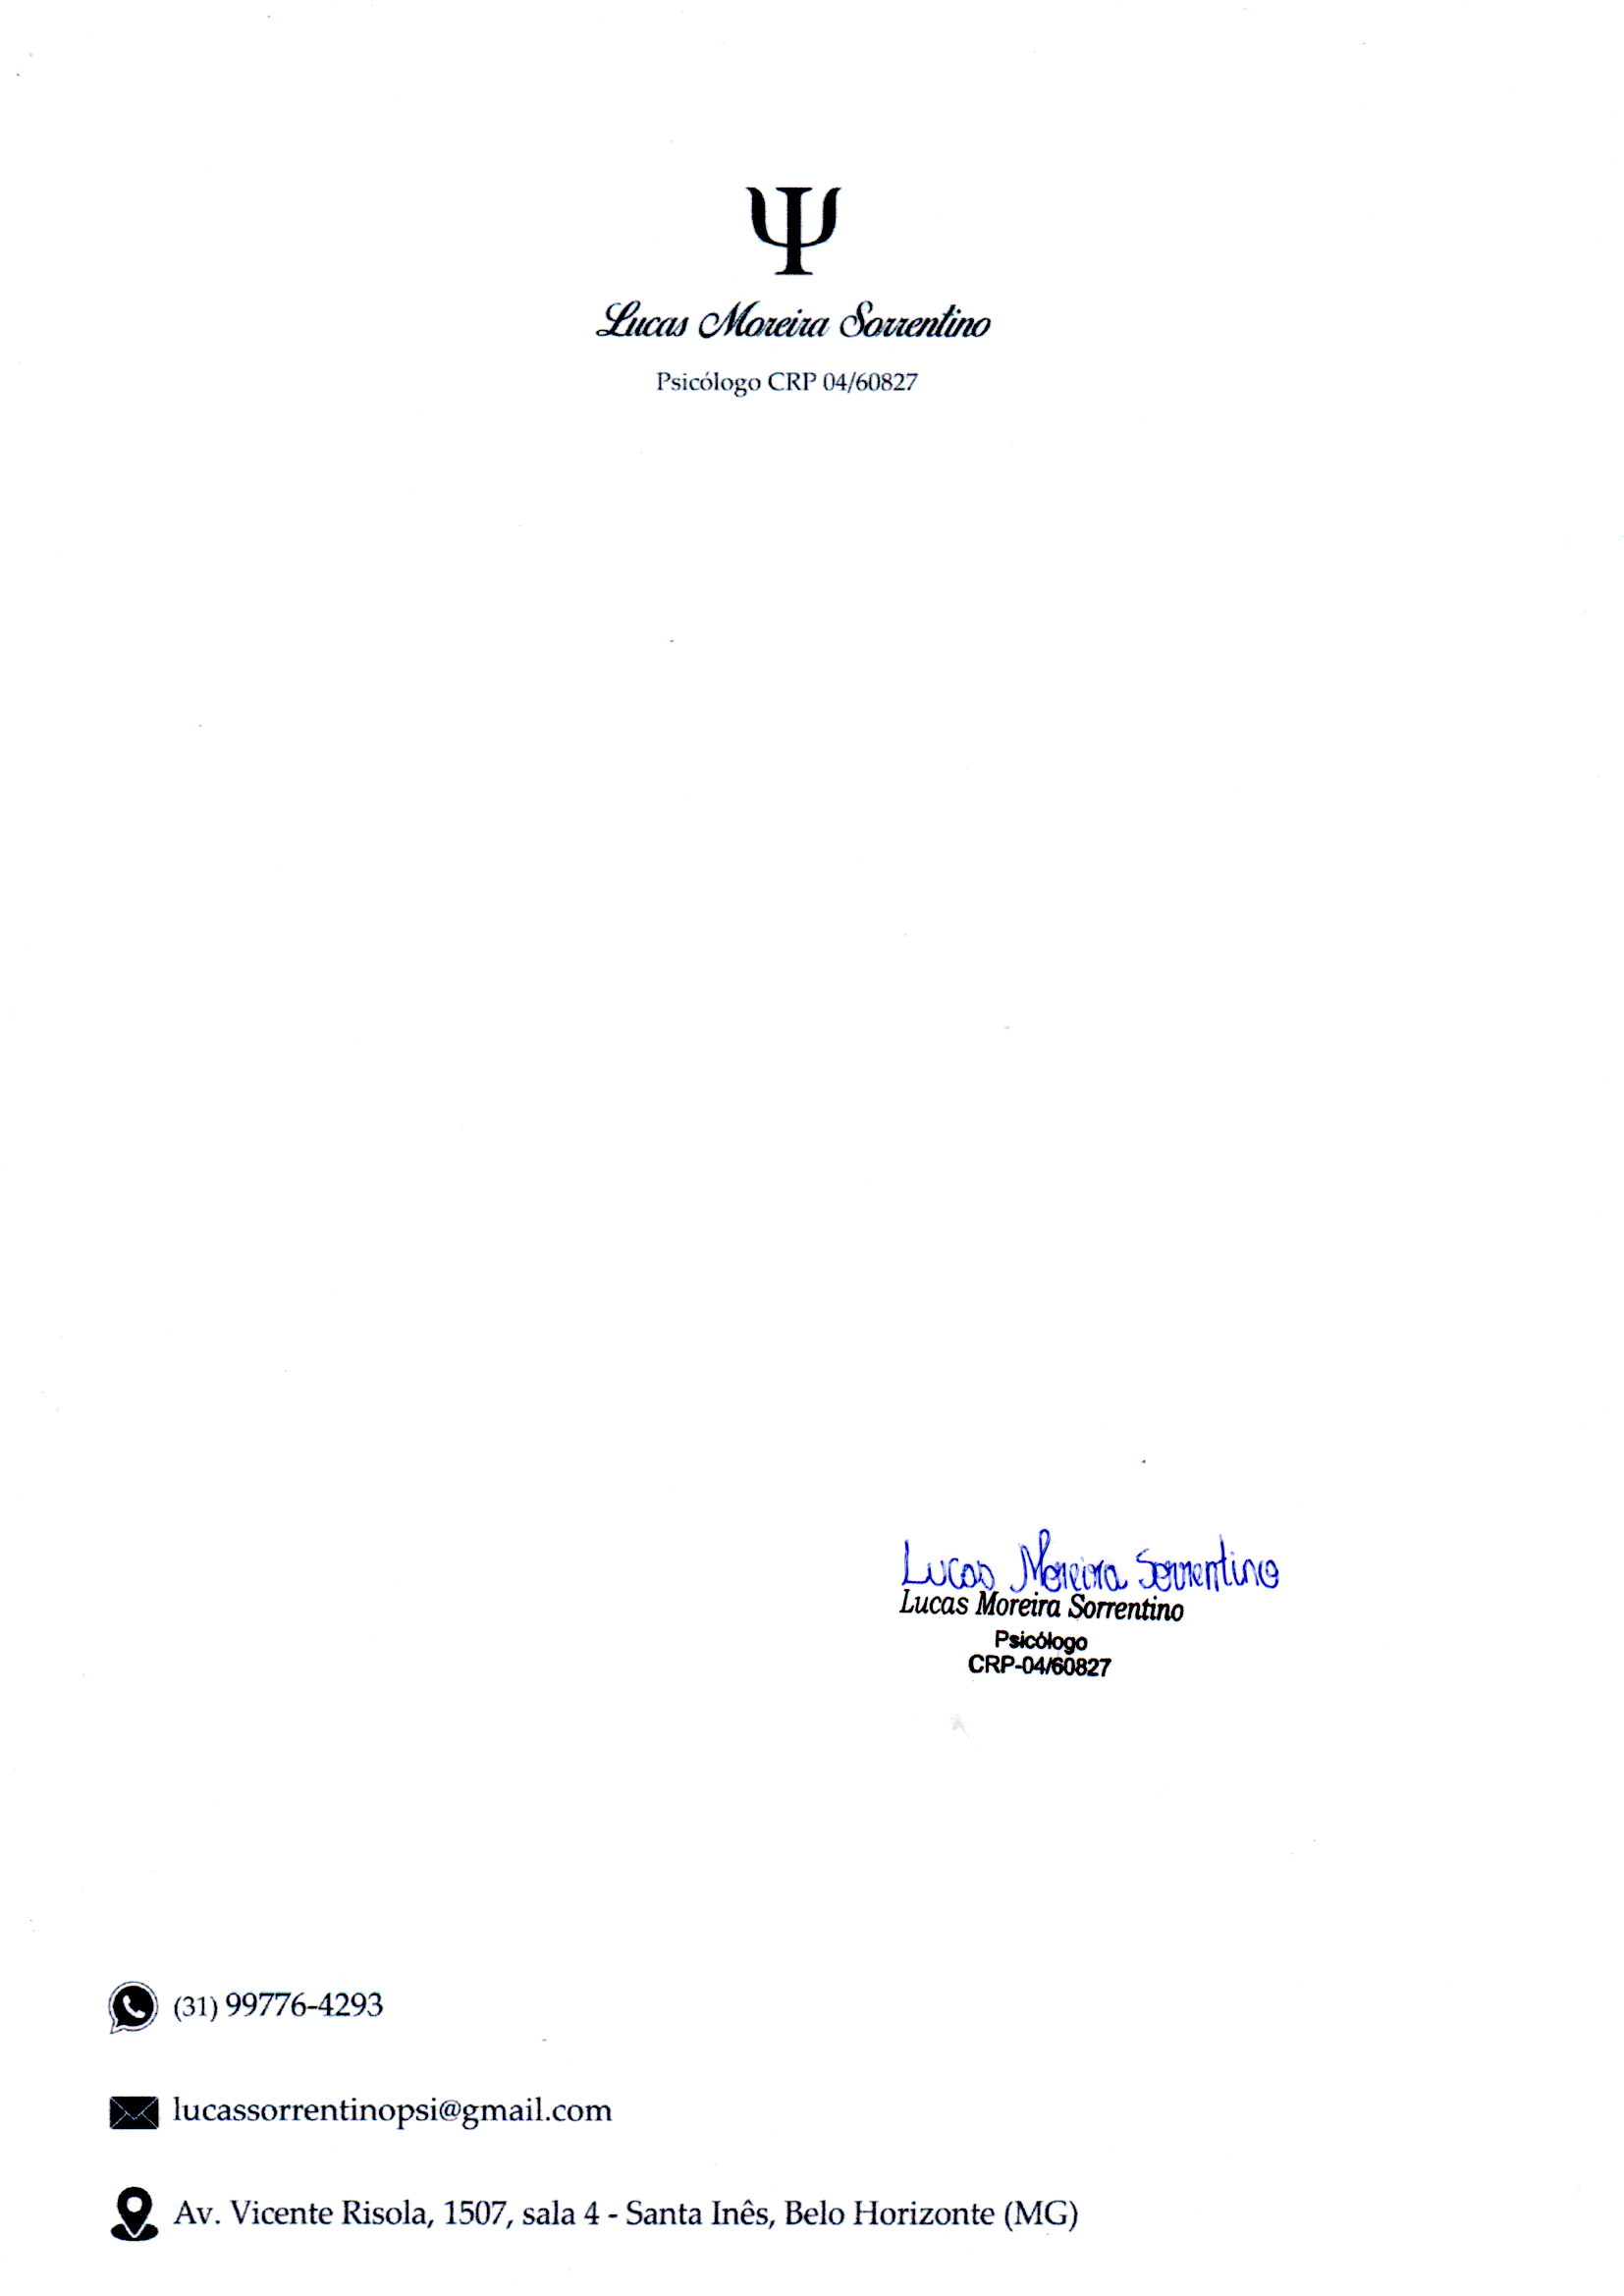 Ψ
Lucas Moreira Sorrentino
Psicólogo CRP 04/60827
Lucas Moreira Sorrentino
Lucas Moreira Sorrentino
Psicólogo
CRP-04/60827
(31) 99776-4293
lucassorrentinopsi@gmail.com
Av. Vicente Risola, 1507, sala 4 - Santa Inês, Belo Horizonte (MG)